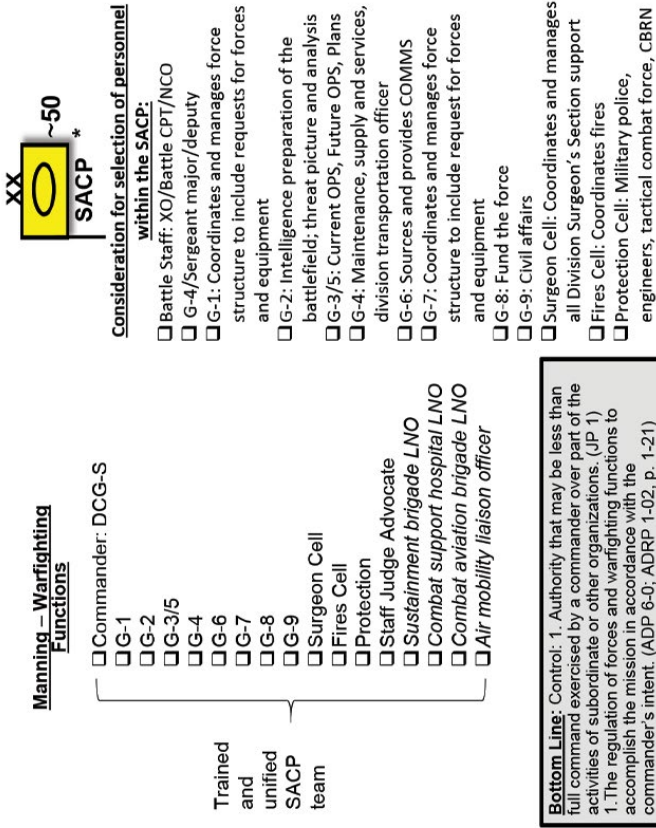 Manning – Warfighting
Functions
Trained
and
unified
SACP
team
❑ Commander: DCG-S
❑ G-1
❑ G-2
❑ G-3/5
❑ G-4
❑ G-6
❑ G-7
❑ G-8
❑ G-9
❑ Surgeon Cell
❑ Fires Cell
❑ Protection
❑ Staff Judge Advocate
❑ Sustainment brigade LNO
❑ Combat support hospital LNO
❑ Combat aviation brigade LNO
❑ Air mobility liaison officer
Bottom Line: Control: 1. Authority that may be less than
full command exercised by a commander over part of the
activities of subordinate or other organizations. (JP 1)
1.The regulation of forces and warfighting functions to
accomplish the mission in accordance with the
commander's intent. (ADP 6-0; ADRP 1-02, p. 1-21)
XX
~50
SACP *
Consideration for selection of personnel
within the SACP:
❑ Battle Staff: XO/Battle CPT/NCO
❑ G-4/Sergeant major/deputy
❑ G-1: Coordinates and manages force
structure to include requests for forces
and equipment
❑ G-2: Intelligence preparation of the
battlefield; threat picture and analysis
❑ G-3/5: Current OPS, Future OPS, Plans
❑ G-4: Maintenance, supply and services,
division transportation officer
❑ G-6: Sources and provides COMMS
❑ G-7: Coordinates and manages force
structure to include request for forces
and equipment
❑ G-8: Fund the force
❑ G-9: Civil affairs
❑ Surgeon Cell: Coordinates and manages
all Division Surgeon's Section support
❑ Fires Cell: Coordinates fires
❑ Protection Cell: Military police,
engineers, tactical combat force, CBRN